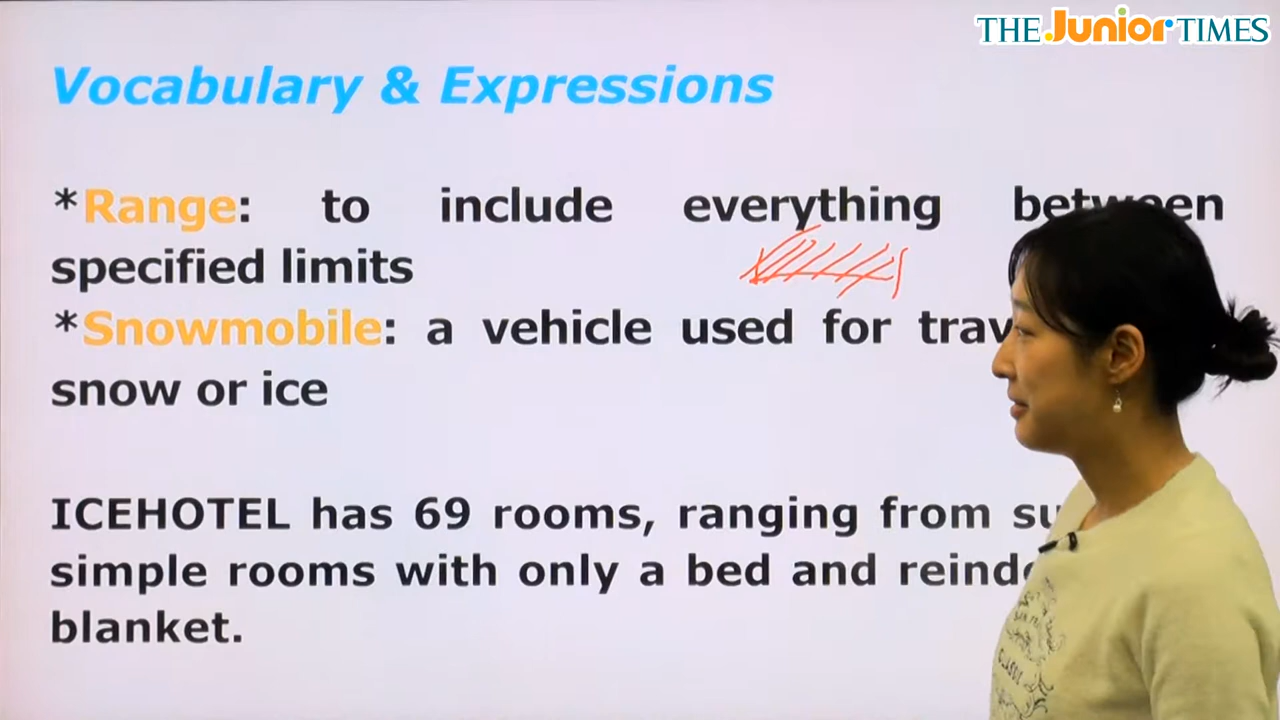 THE Junior TIMES
Vocabulary & Expressions
*Range: to include everything between
specified limits
*Snowmobile: a vehicle used for
snow or ice
ICEHOTEL has 69 rooms, ranging from
simple rooms with only a bed and
blanket.